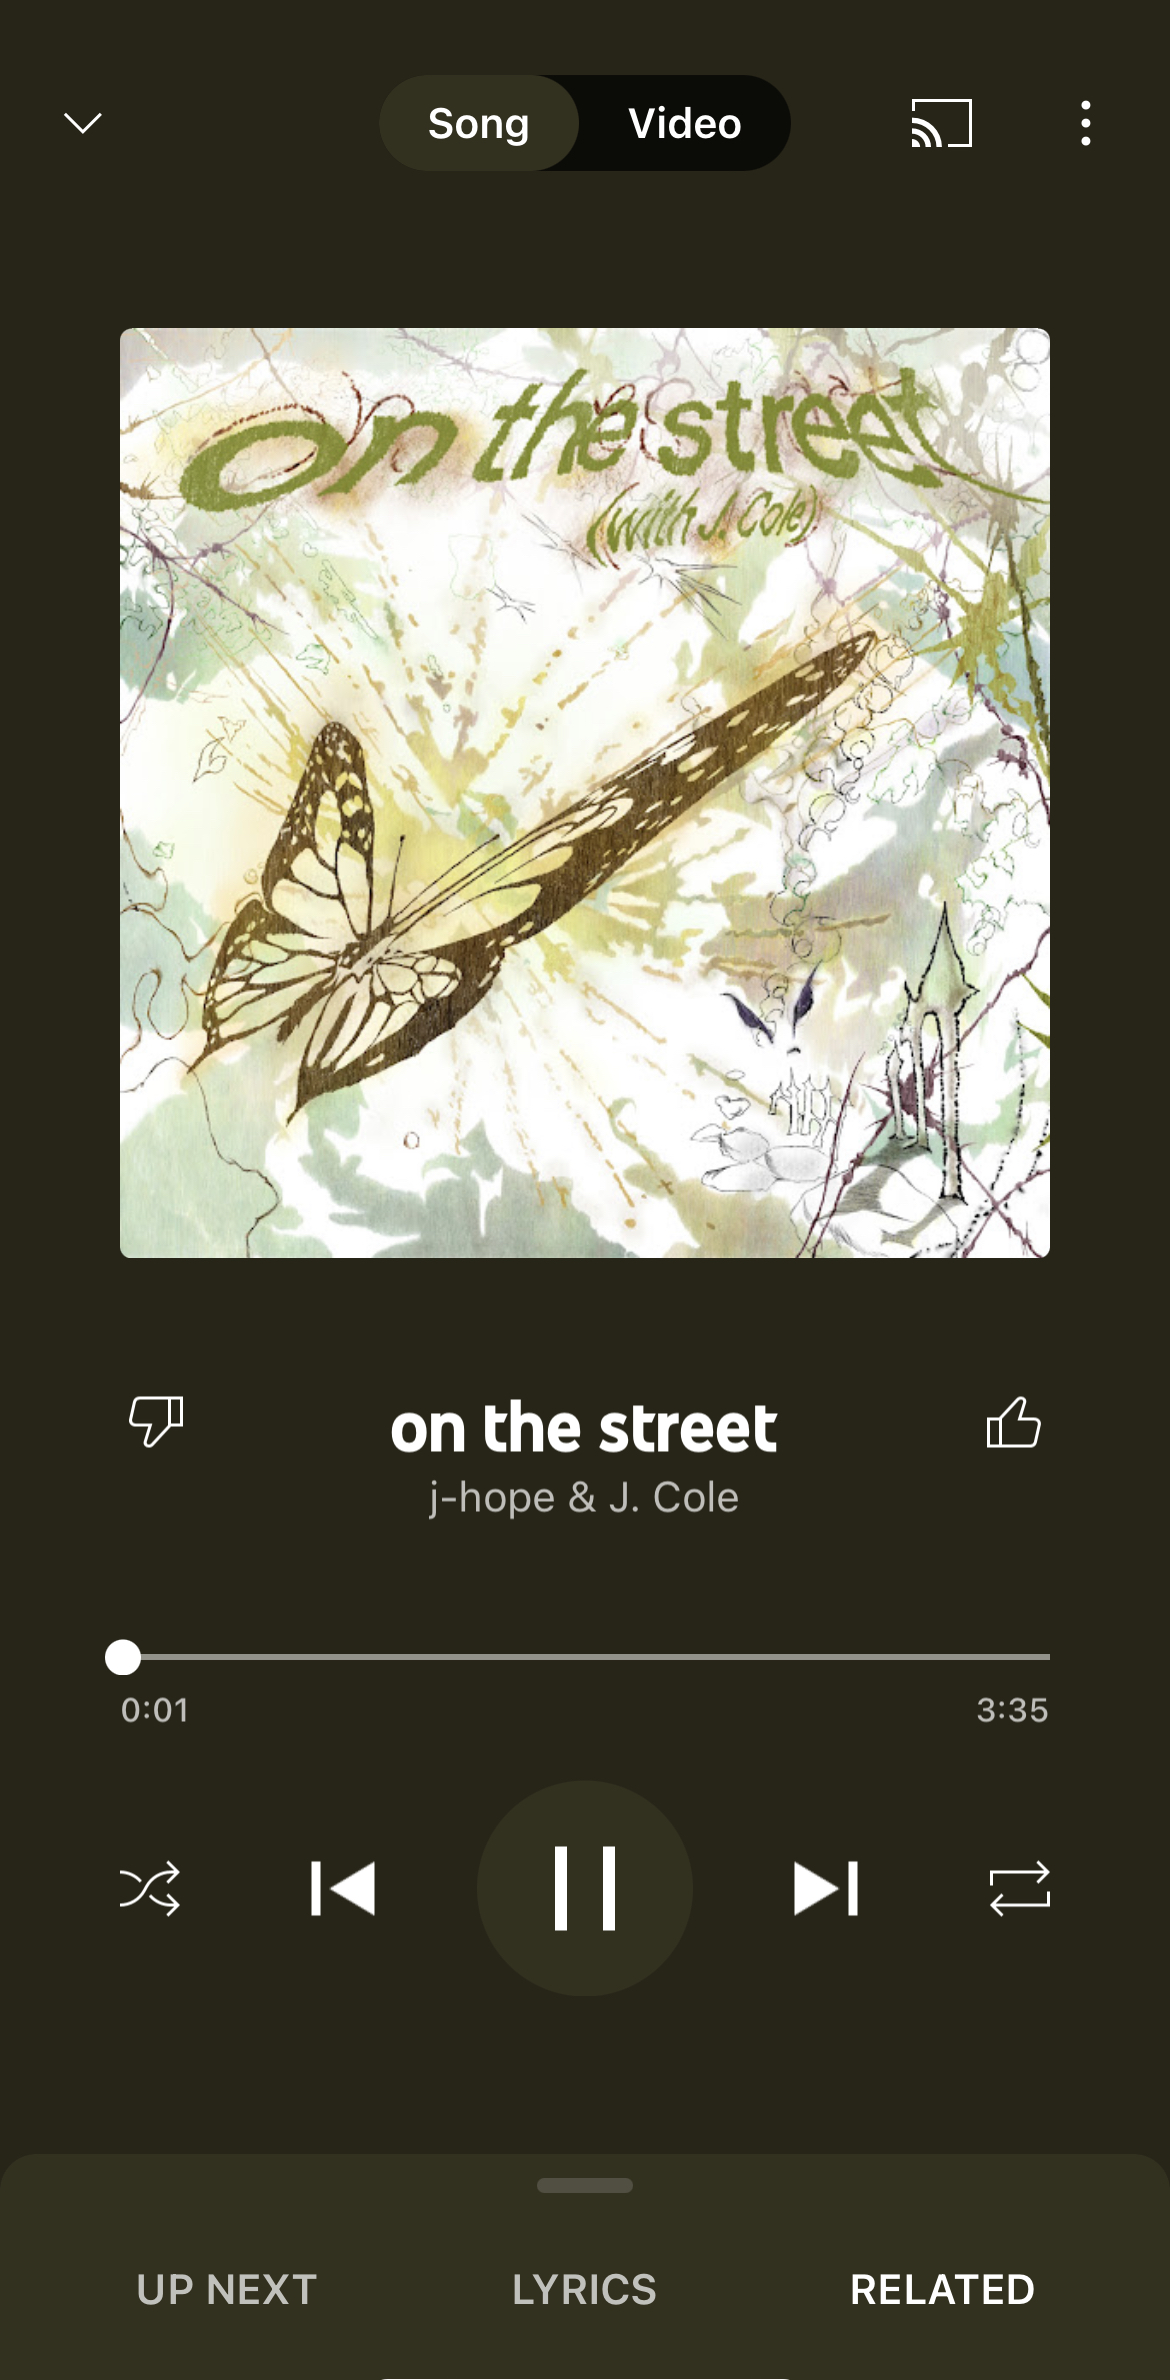 Song Video
on the street
(with J. Cole)
on the street
j-hope & J. Cole
0:01 3:35
UP NEXT LYRICS RELATED